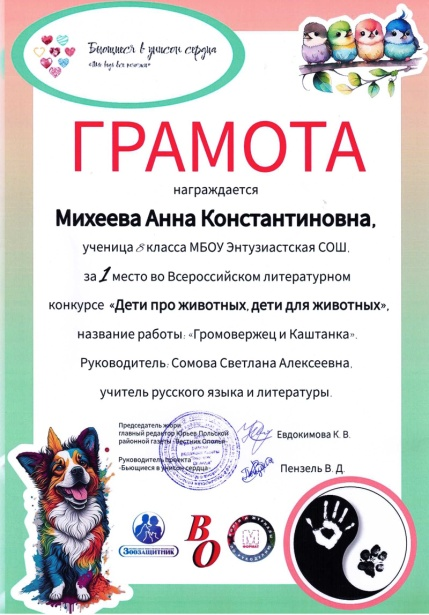 Бьющиеся в унисон сердца
ГРАМОТА
награждается
Михеева Анна Константиновна,
ученица 8 класса МБОУ Энтузиастская СОШ,
за 1 место во Всероссийском литературном
конкурсе «Дети про животных, дети для животных»,
название работы: «Громовержец и Каштанка».
Руководитель: Сомова Светлана Алексеевна,
учитель русского языка и литературы.
Председатель жюри
главный редактор Юрьев Польской
районной газеты «Вестник Ополья
Евдокимова К. В.
Руководитель проекта
«Бьющиеся в унисон сердца»
Пензель В. Д.
ЗООЗАЩИТНИК
ВО
М